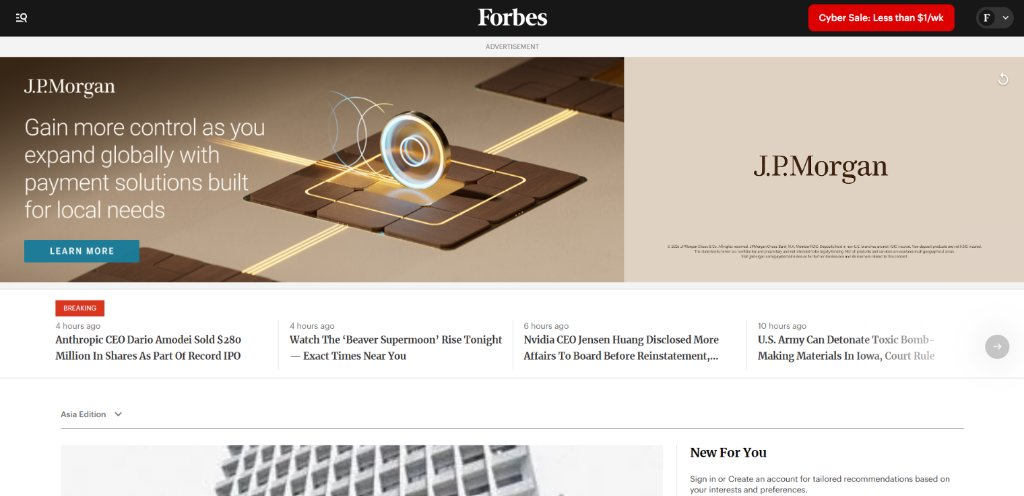 Forbes
Cyber Sale: Less than $1/wk
F
ADVERTISEMENT
J.P.Morgan
Gain more control as you
expand globally with
payment solutions built
for local needs
LEARN MORE
J.P.Morgan
BREAKING
4 hours ago
Anthropic CEO Dario Amodei Sold $280
Million In Shares As Part Of Record IPO
4 hours ago
Watch The ‘Beaver Supermoon’ Rise Tonight
— Exact Times Near You
6 hours ago
Nvidia CEO Jensen Huang Disclosed More
Affairs To Board Before Reinstatement,...
10 hours ago
U.S. Army Can Detonate Toxic Bomb-
Making Materials In Iowa, Court Rule
Asia Edition
New For You
Sign in or Create an account for tailored recommendations based on
your interests and preferences.